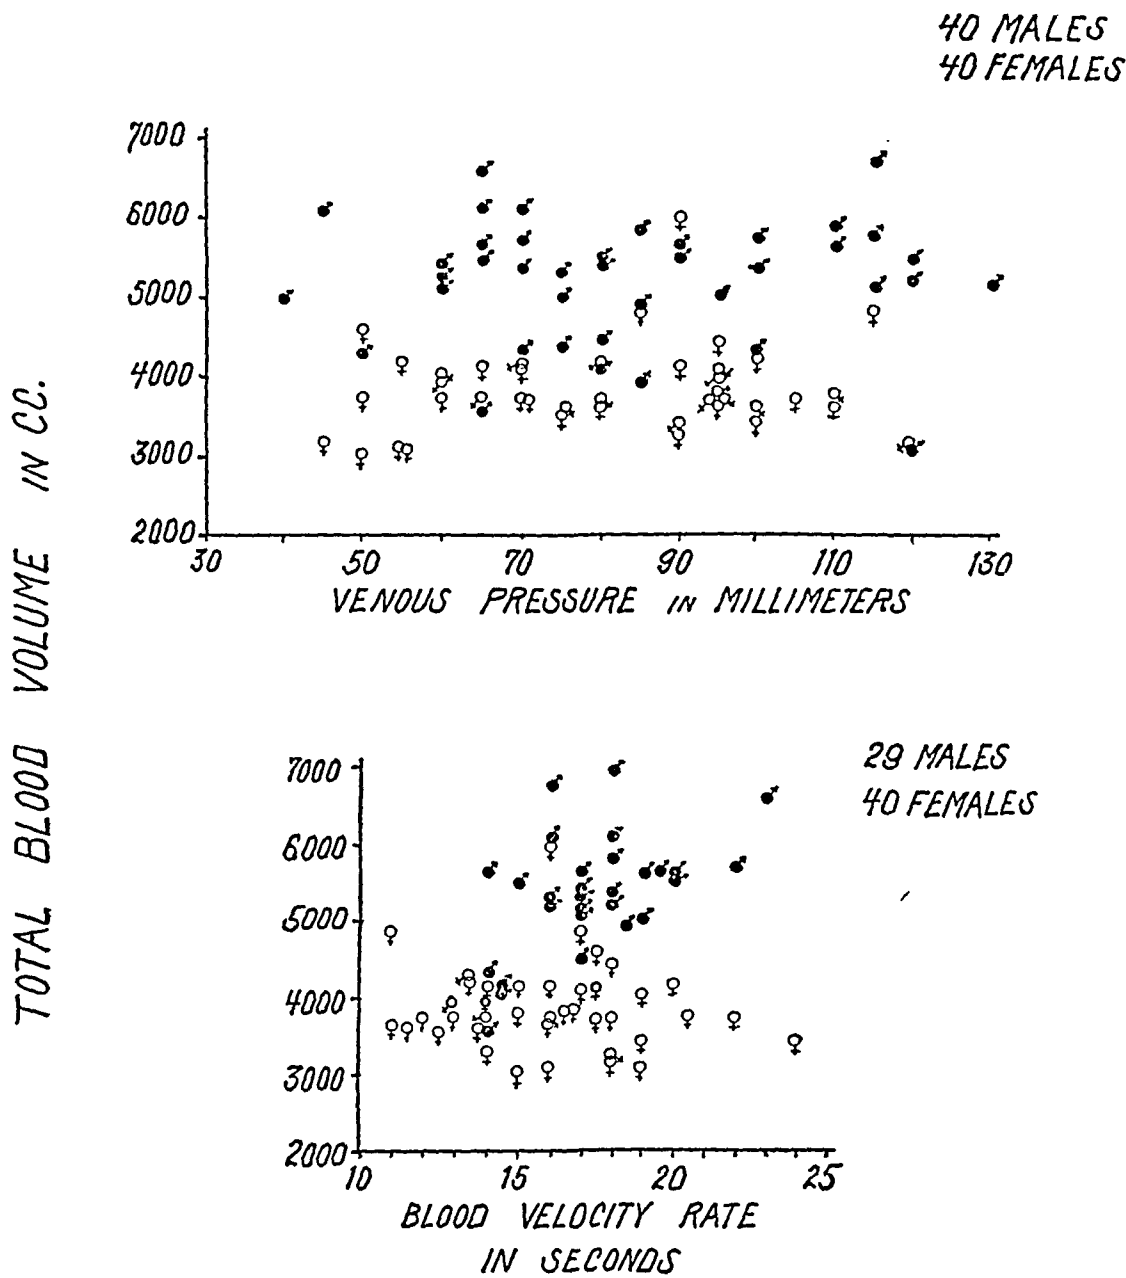 40 MALES
40 FEMALES
7000
6000
5000
4000
3000
2000
30 50 70 90 110 130
VENOUS PRESSURE IN MILLIMETERS
TOTAL BLOOD VOLUME IN CC.
29 MALES
40 FEMALES
7000
6000
5000
4000
3000
2000
10 15 20 25
BLOOD VELOCITY RATE
IN SECONDS